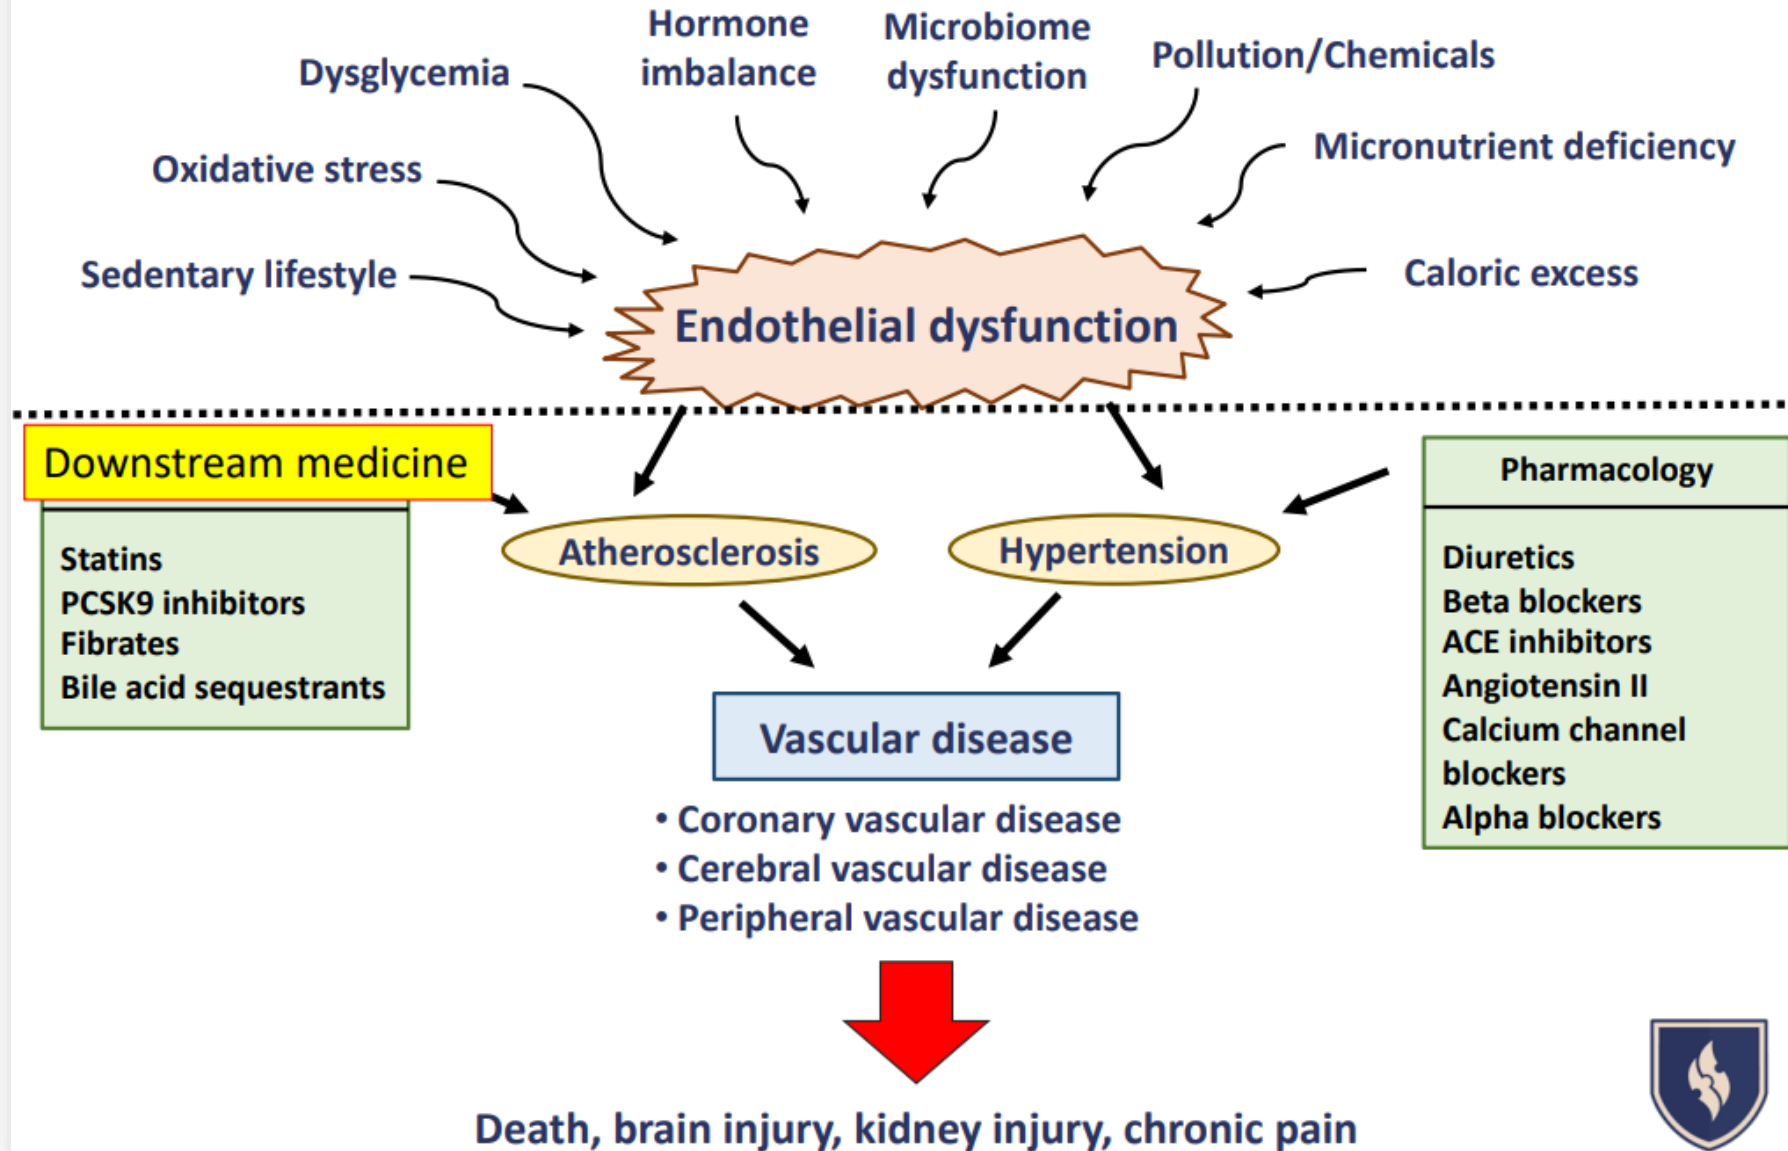 Hormone
imbalance
Microbiome
dysfunction
Pollution/Chemicals
Dysglycemia
Micronutrient deficiency
Oxidative stress
Sedentary lifestyle
Caloric excess
Endothelial dysfunction
Downstream medicine
Statins
PCSK9 inhibitors
Fibrates
Bile acid sequestrants
Atherosclerosis
Hypertension
Pharmacology
Diuretics
Beta blockers
ACE inhibitors
Angiotensin II
Calcium channel
blockers
Alpha blockers
Vascular disease
• Coronary vascular disease
• Cerebral vascular disease
• Peripheral vascular disease
Death, brain injury, kidney injury, chronic pain